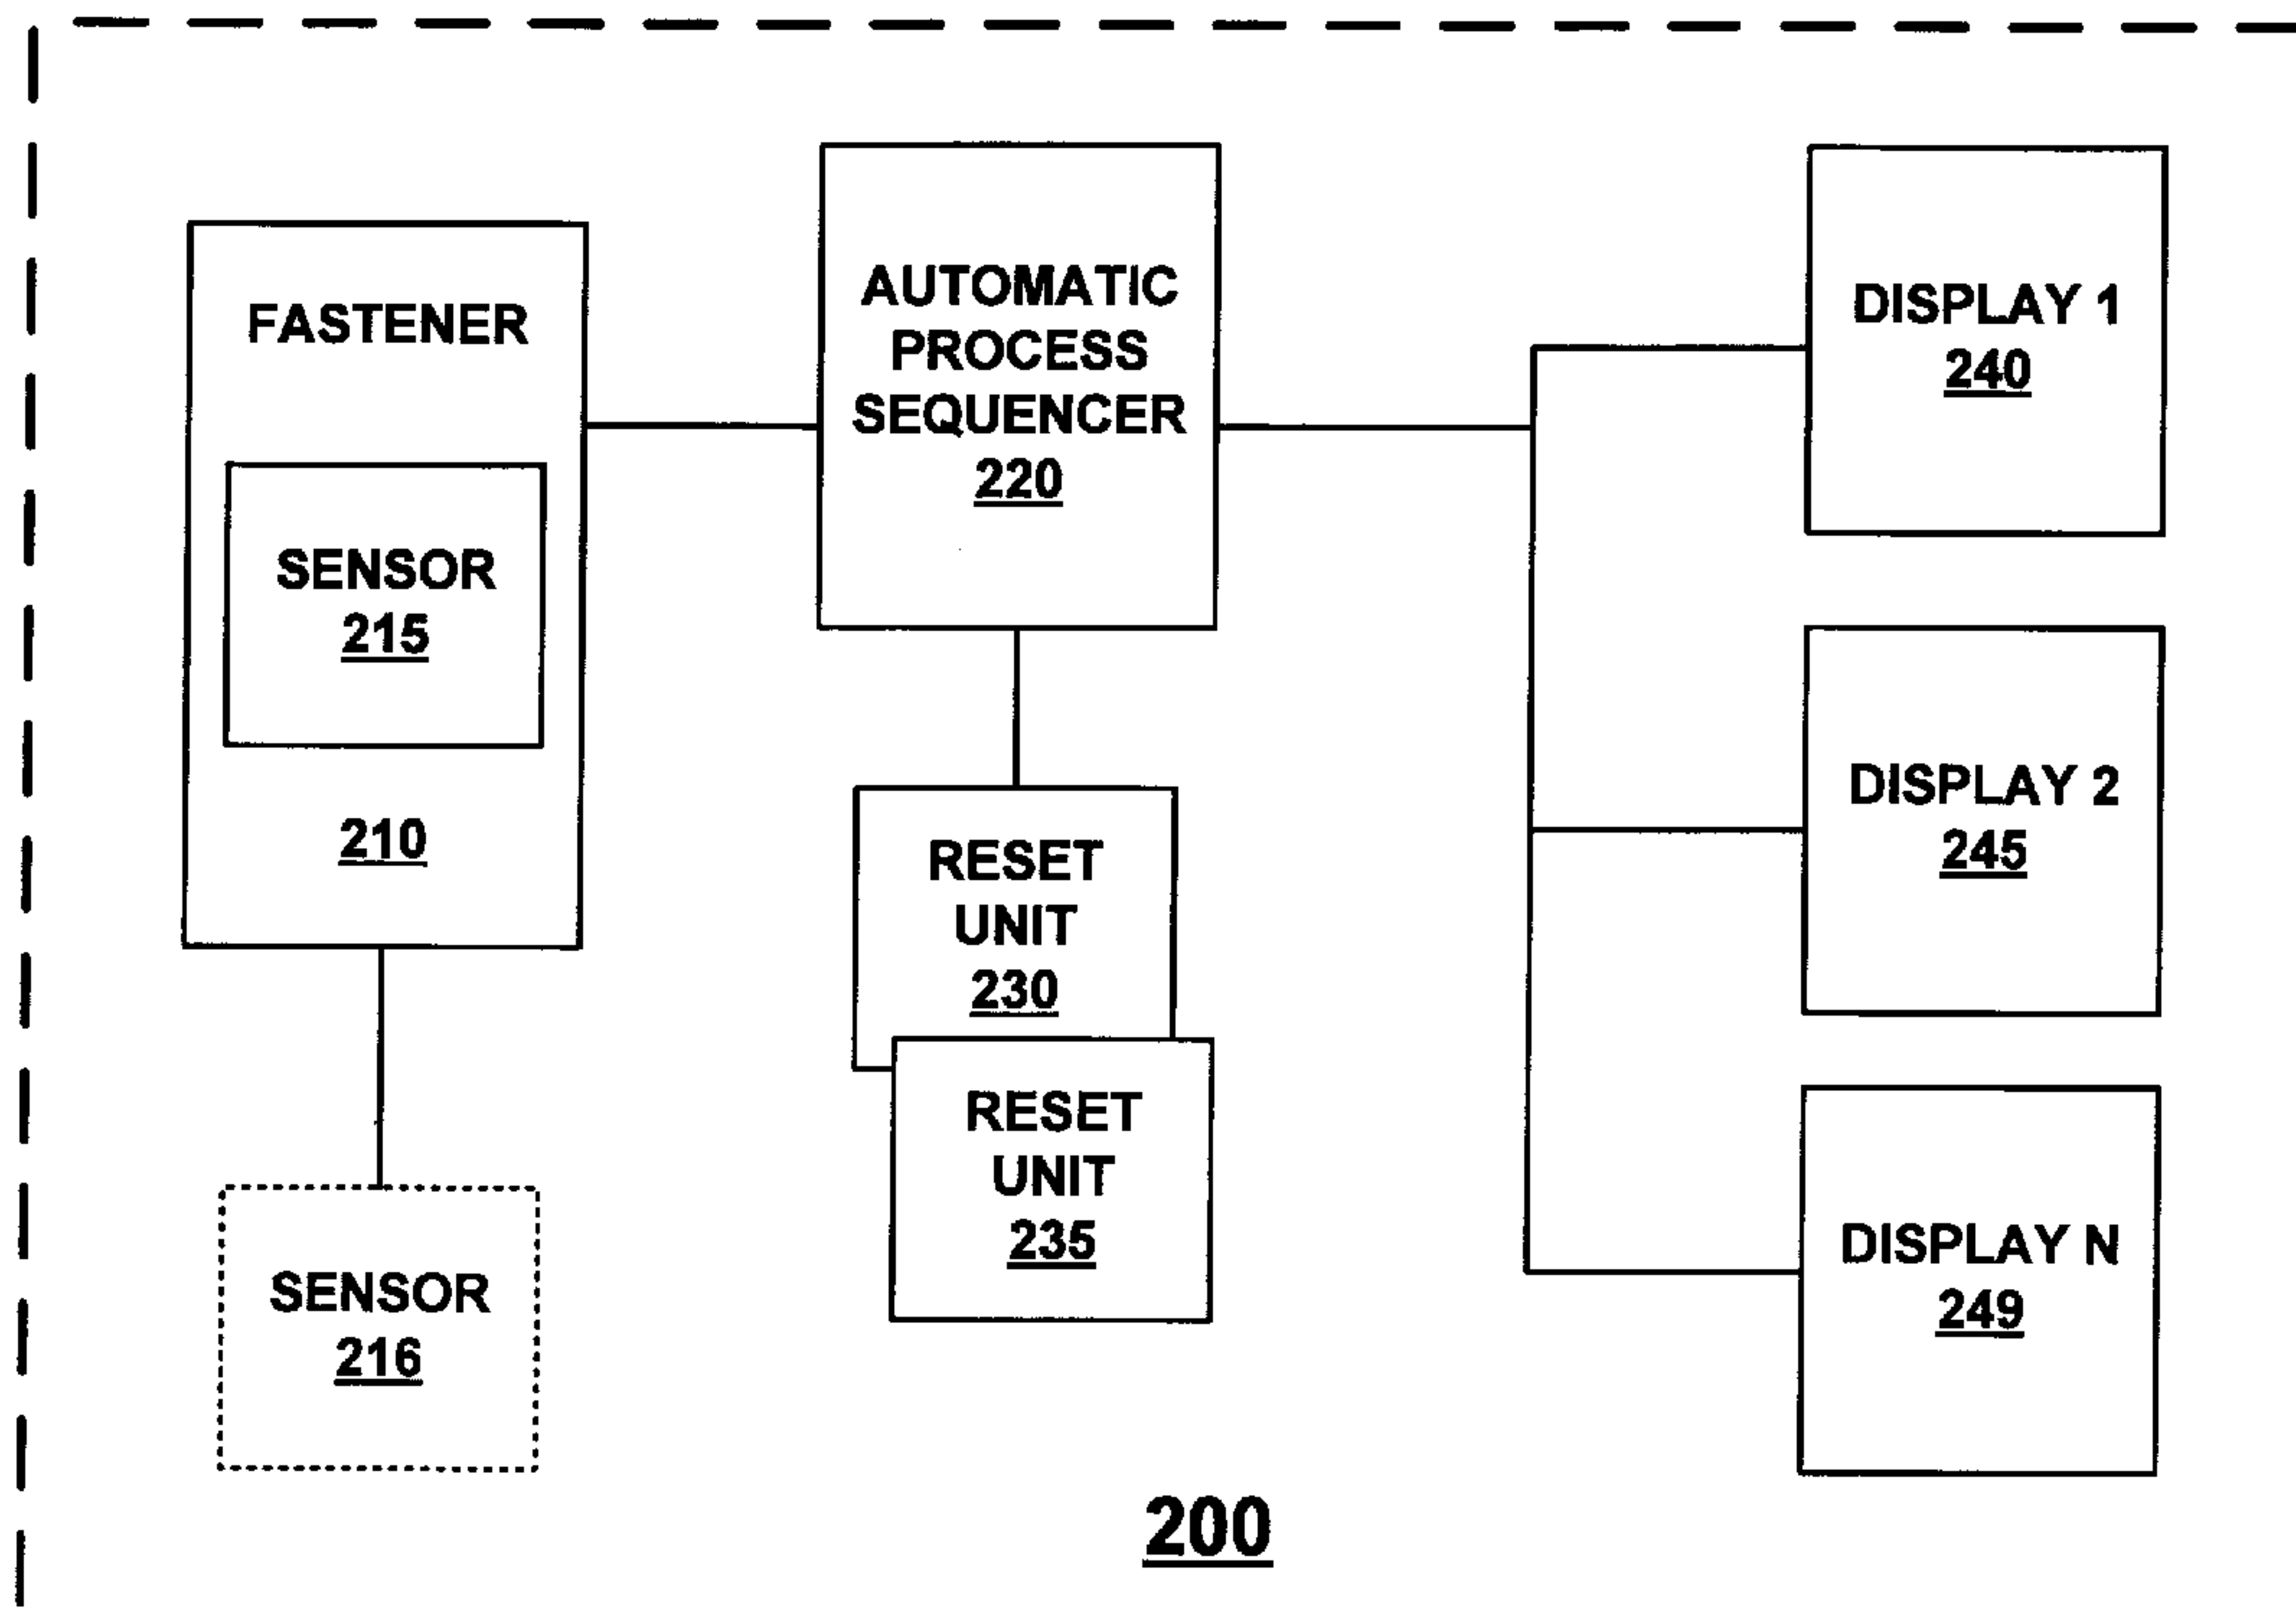 FASTENER
SENSOR
215
210
SENSOR
216
AUTOMATIC
PROCESS
SEQUENCER
220
RESET
UNIT
230
RESET
UNIT
235
DISPLAY 1
240
DISPLAY 2
245
DISPLAY N
249
200